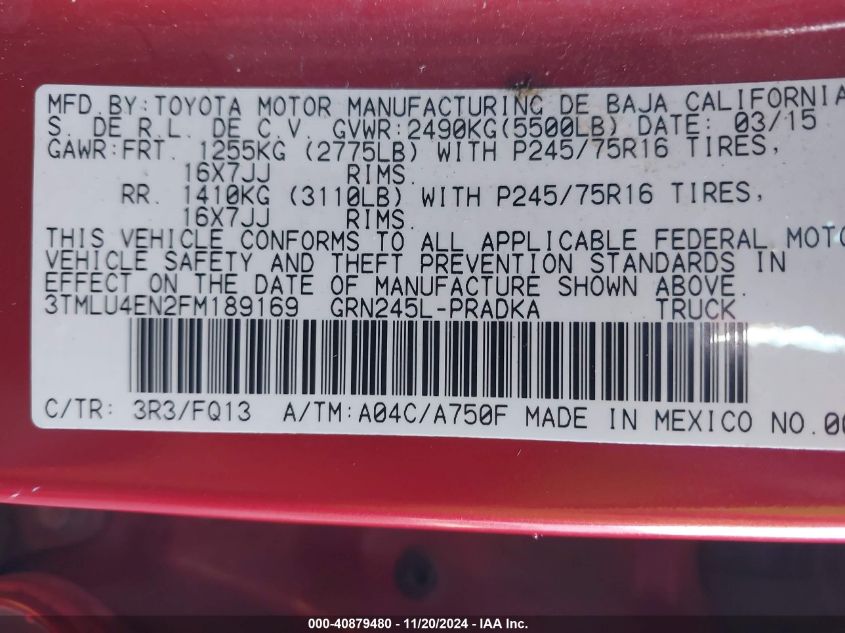 MFD.BY:TOYOTA MOTOR MANUFACTURING DE BAJA CALIFORNIA
S. DE R.L. DE C.V. GVWR:2490KG(5500LB) DATE: 03/15
GAWR:FRT. 1255KG (2775LB) WITH P245/75R16 TIRES,
16X7JJ RIMS.
RR. 1410KG (3110LB) WITH P245/75R16 TIRES,
16X7JJ RIMS.
THIS VEHICLE CONFORMS TO ALL APPLICABLE FEDERAL MOTO
VEHICLE SAFETY AND THEFT PREVENTION STANDARDS IN
EFFECT ON THE DATE OF MANUFACTURE SHOWN ABOVE.
3TMLU4EN2FM189169 GRN245L-PRADKA TRUCK
C/TR: 3R3/FQ13 A/TM:A04C/A750F MADE IN MEXICO NO.00
000-40879480 - 11/20/2024 - IAA Inc.